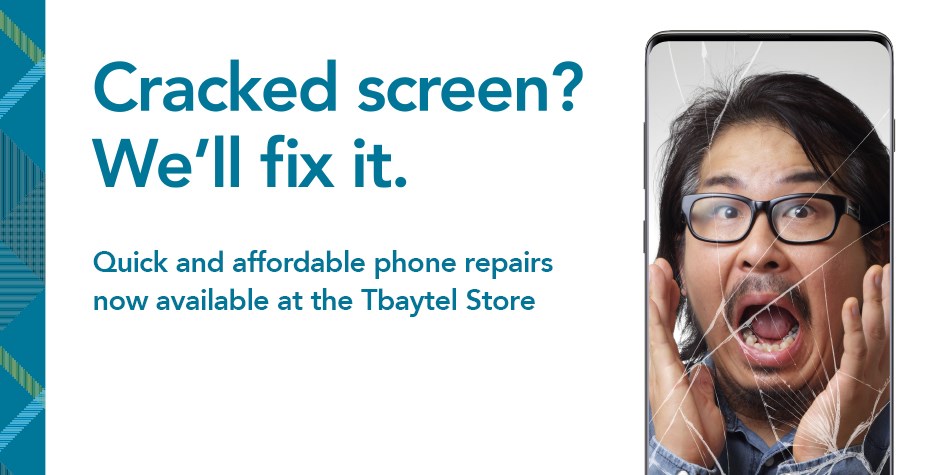 Cracked screen?
We’ll fix it.
Quick and affordable phone repairs
now available at the Tbaytel Store